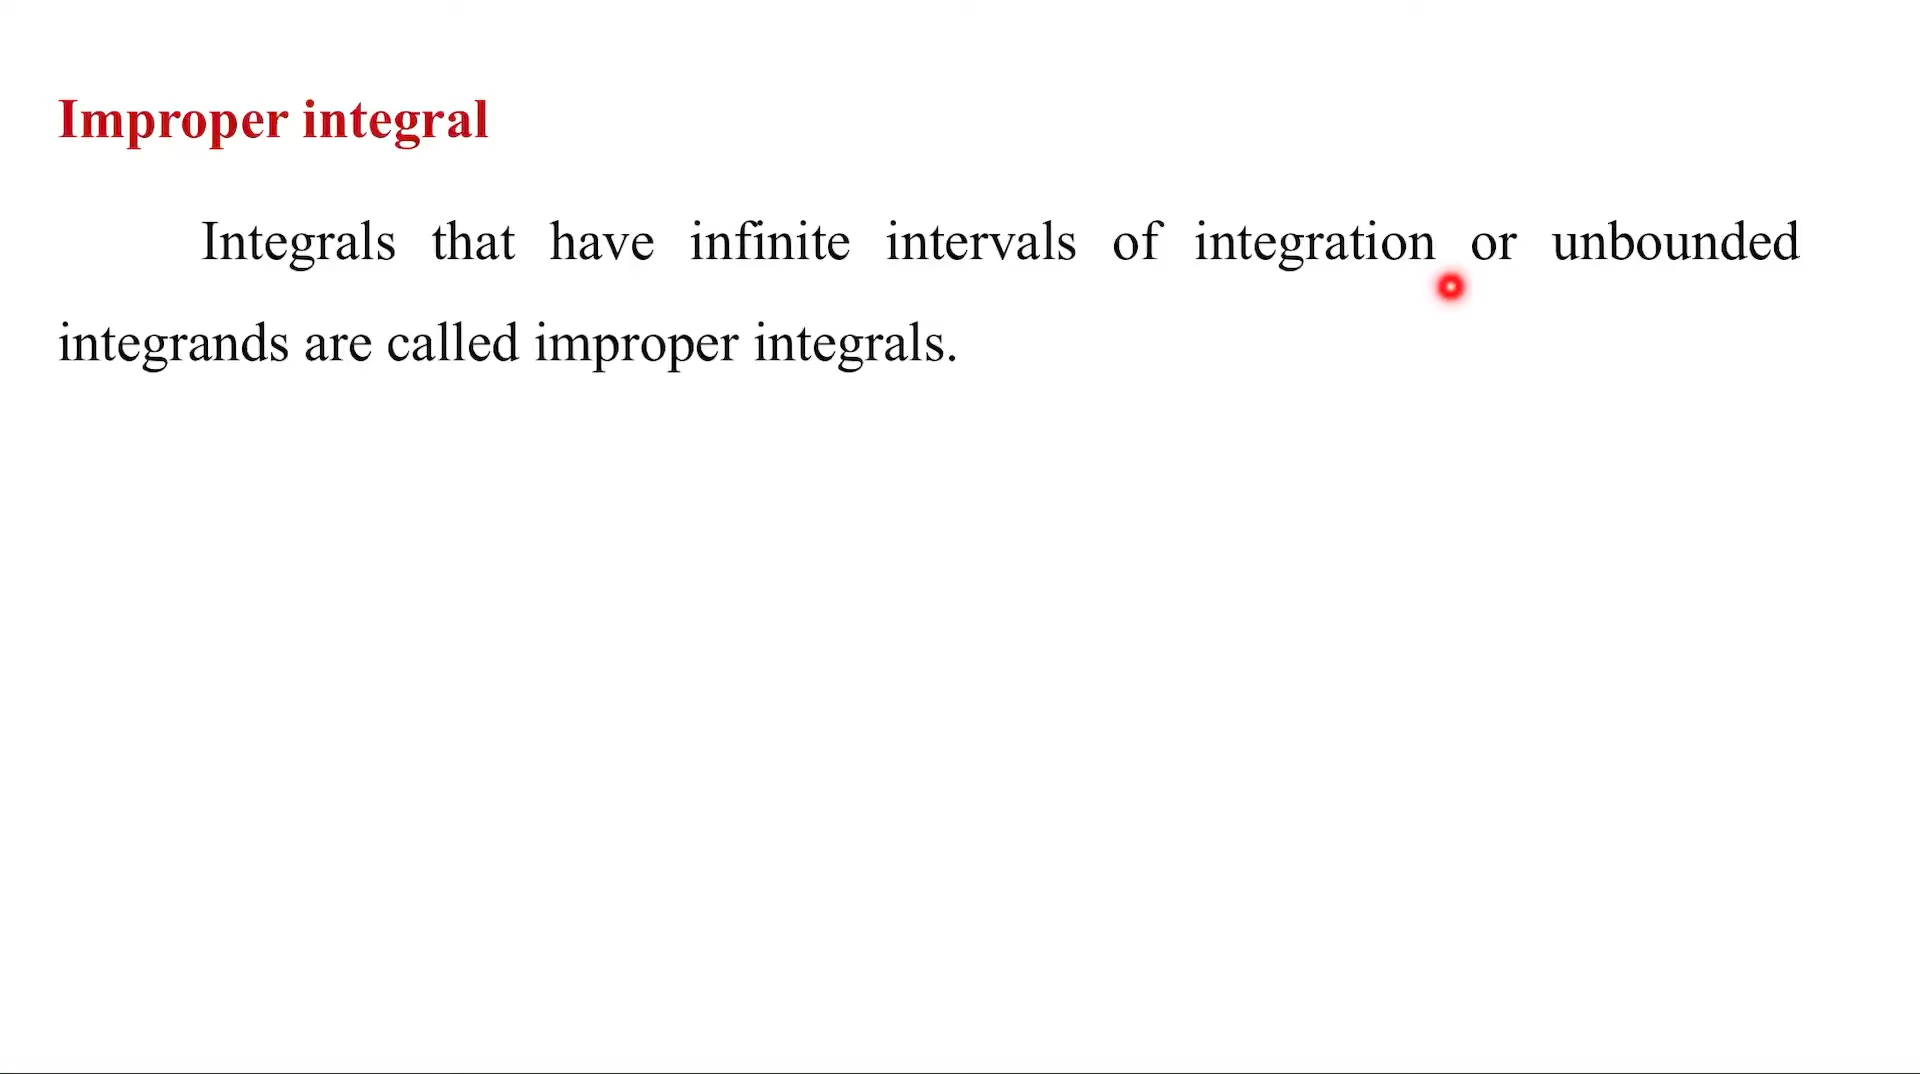 Improper integral
Integrals that have infinite intervals of integration or unbounded
integrands are called improper integrals.